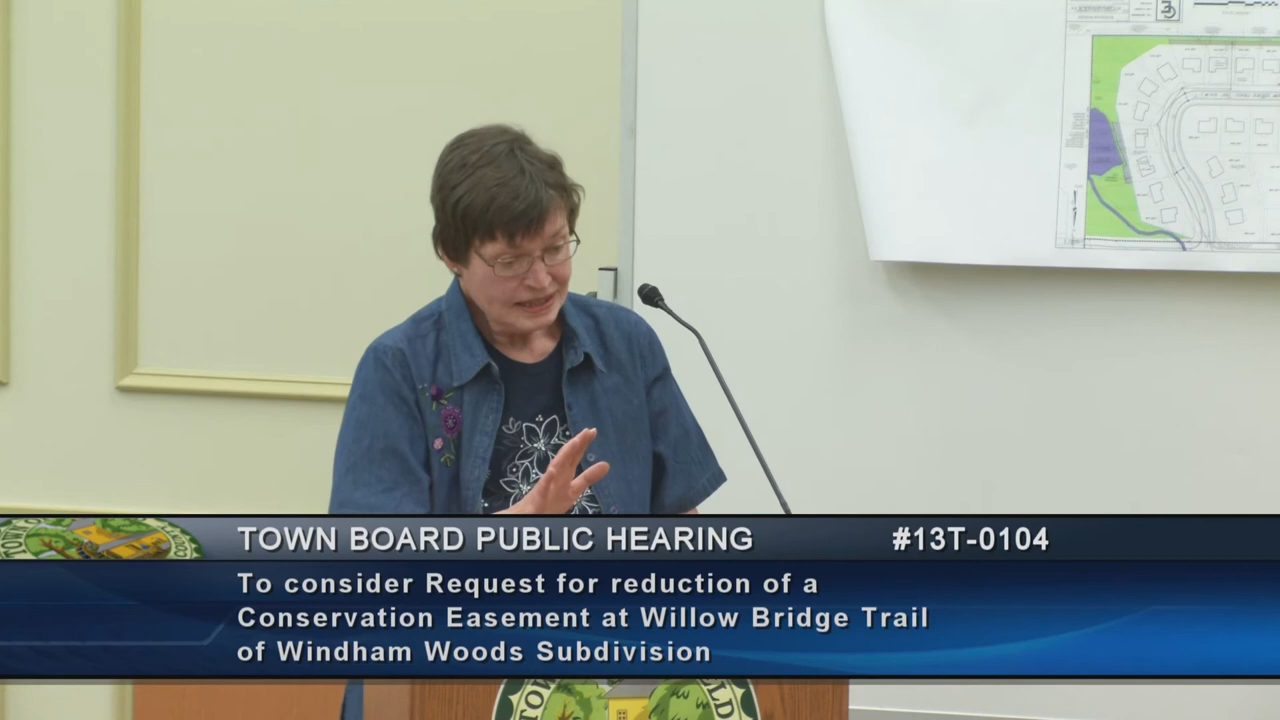 TOWN BOARD PUBLIC HEARING #13T-0104
To consider Request for reduction of a
Conservation Easement at Willow Bridge Trail
of Windham Woods Subdivision
TOWN